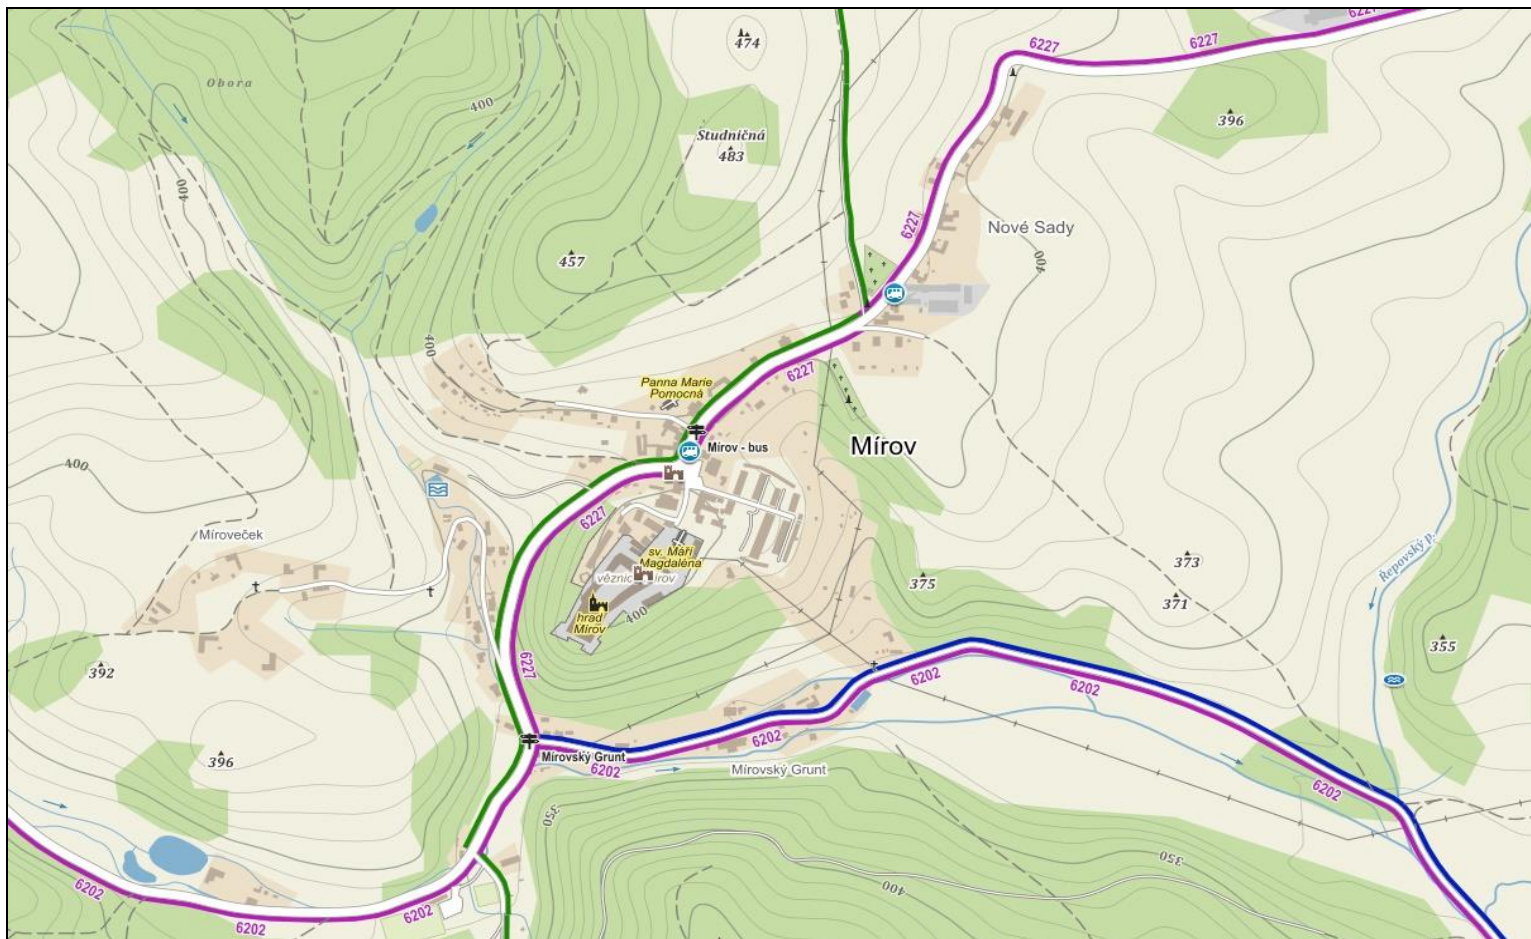 6227
474
6227
6227
Obora
400
396
Studničná
483
400
6227
Nové Sady
457
400
400
6227
Panna Marie
Pomocná
Mírov - bus
Mírov
400
6227
Míroveček
Řepovský p.
sv. Máří
Magdaléna
věznice Mírov
373
375
371
hrad
Mírov
400
355
392
6227
6202
6202
6202
Mírovský Grunt
6202
Mírovský Grunt
396
6202
350
350
400
6202
6202
6202